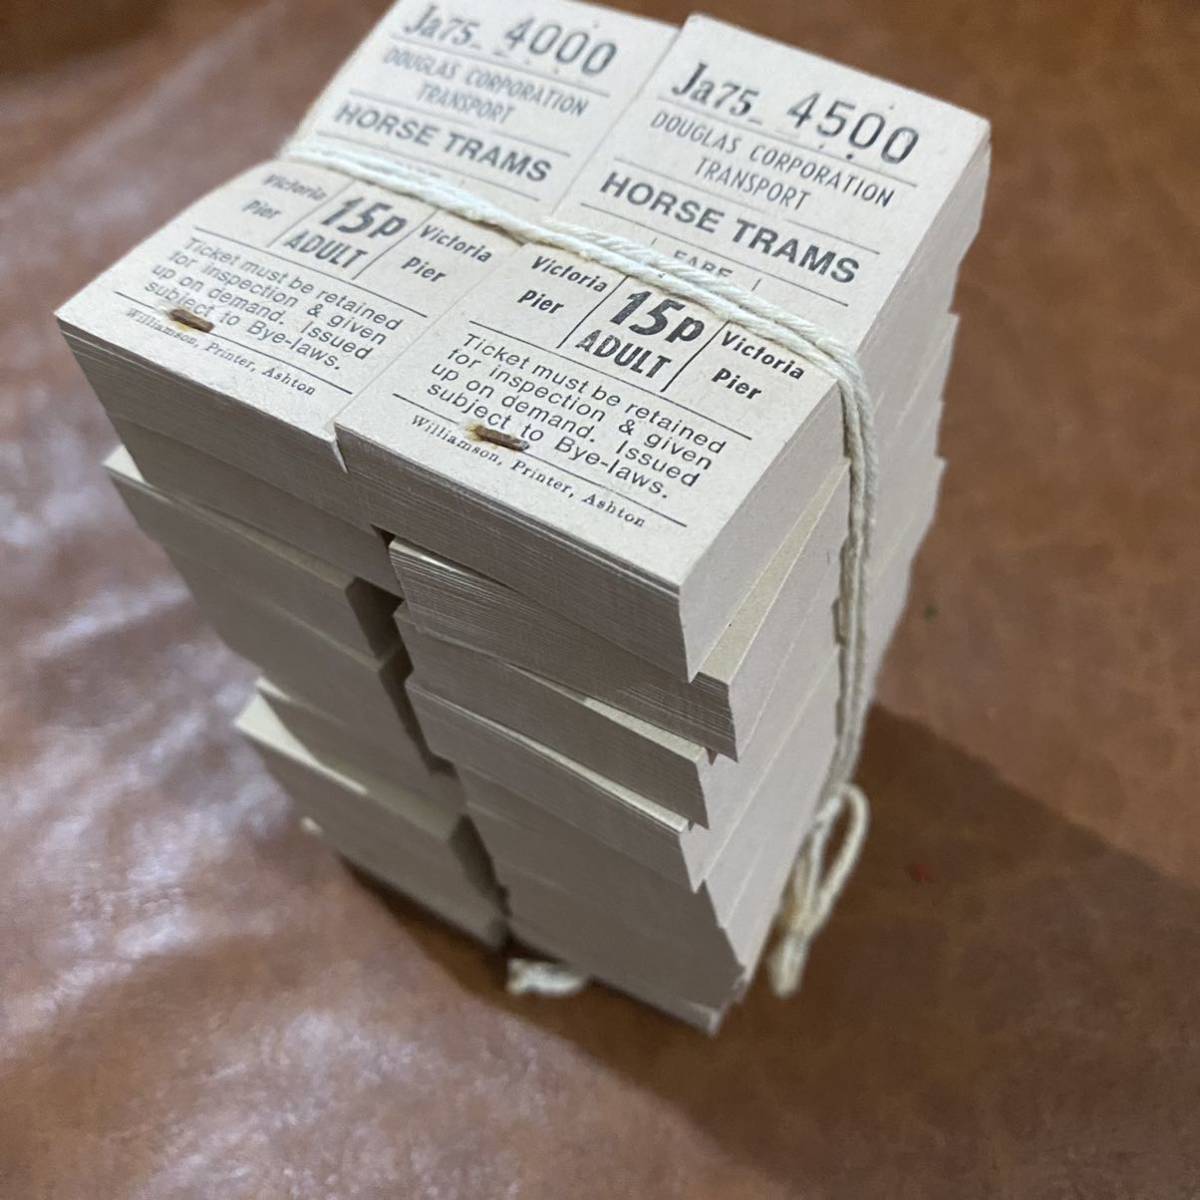 Ja75 4000
DOUGLAS CORPORATION
TRANSPORT
HORSE TRAMS
Victoria
Pier
15p
ADULT
Victoria
Pier
Ticket must be retained
for inspection & given
up on demand. Issued
subject to Bye-laws.
Williamson, Printer, Ashton
Ja75 4500
DOUGLAS CORPORATION
TRANSPORT
HORSE TRAMS
FARE
Victoria
Pier
15p
ADULT
Victoria
Pier
Ticket must be retained
for inspection & given
up on demand. Issued
subject to Bye-laws.
Williamson, Printer, Ashton